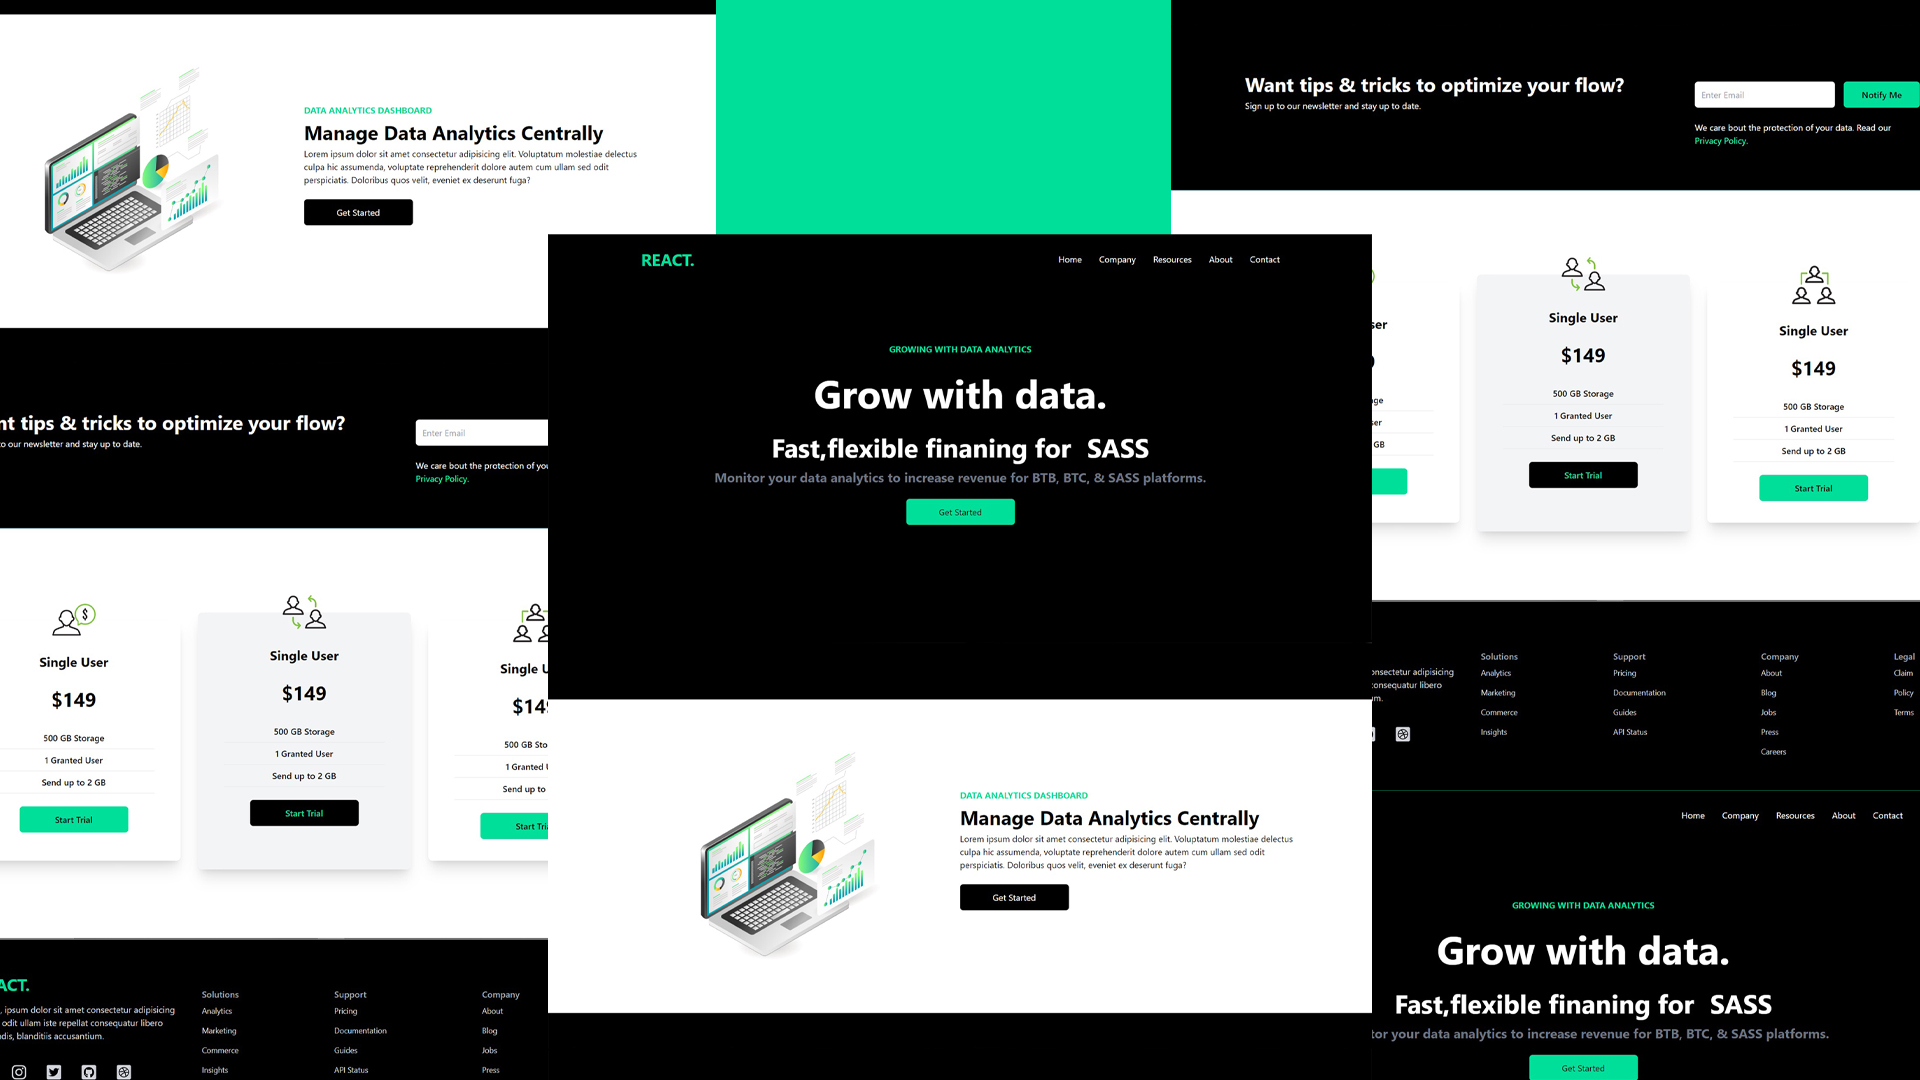 DATA ANALYTICS DASHBOARD
Manage Data Analytics Centrally
Lorem ipsum dolor sit amet consectetur adipisicing elit. Voluptatum molestiae delectus
culpa hic assumenda, voluptate reprehenderit dolore autem cum ullam sed odit
perspiciatis. Doloribus quos velit, eveniet ex deserunt fuga?
Get Started
nt tips & tricks to optimize your flow?
to our newsletter and stay up to date.
Enter Email
We care bout the protection of you
Privacy Policy.
Single User
$149
500 GB Storage
1 Granted User
Send up to 2 GB
Start Trial
Single User
$149
500 GB Storage
1 Granted User
Send up to 2 GB
Start Trial
Single U
$149
500 GB Sto
1 Granted U
Send up to
Start Tri
ACT.
, ipsum dolor sit amet consectetur adipisicing
odit ullam iste repellat consequatur libero
dis, blanditiis accusantium.
Solutions
Analytics
Marketing
Commerce
Insights
Support
Pricing
Documentation
Guides
API Status
Company
About
Blog
Jobs
Press
REACT.
Home Company Resources About Contact
GROWING WITH DATA ANALYTICS
Grow with data.
Fast,flexible finaning for SASS
Monitor your data analytics to increase revenue for BTB, BTC, & SASS platforms.
Get Started
DATA ANALYTICS DASHBOARD
Manage Data Analytics Centrally
Lorem ipsum dolor sit amet consectetur adipisicing elit. Voluptatum molestiae delectus
culpa hic assumenda, voluptate reprehenderit dolore autem cum ullam sed odit
perspiciatis. Doloribus quos velit, eveniet ex deserunt fuga?
Get Started
Want tips & tricks to optimize your flow?
Sign up to our newsletter and stay up to date.
Enter Email
Notify Me
We care bout the protection of your data. Read our
Privacy Policy.
ser
9
age
ser
GB
Single User
$149
500 GB Storage
1 Granted User
Send up to 2 GB
Start Trial
Single User
$149
500 GB Storage
1 Granted User
Send up to 2 GB
Start Trial
onsectetur adipisicing
onsequatur libero
m.
Solutions
Analytics
Marketing
Commerce
Insights
Support
Pricing
Documentation
Guides
API Status
Company
About
Blog
Jobs
Press
Careers
Legal
Claim
Policy
Terms
Home Company Resources About Contact
GROWING WITH DATA ANALYTICS
Grow with data.
Fast,flexible finaning for SASS
tor your data analytics to increase revenue for BTB, BTC, & SASS platforms.
Get Started